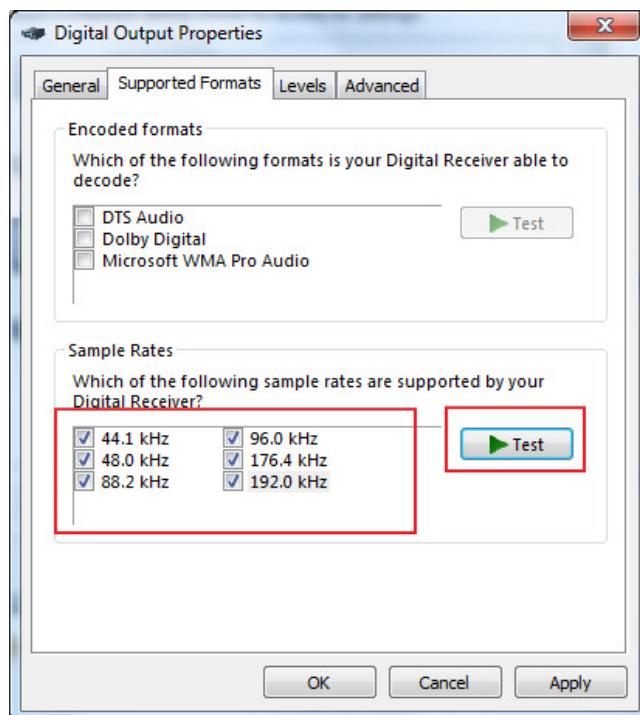 Digital Output Properties
General Supported Formats Levels Advanced
Encoded formats
Which of the following formats is your Digital Receiver able to
decode?
DTS Audio
Dolby Digital
Microsoft WMA Pro Audio
Test
Sample Rates
Which of the following sample rates are supported by your
Digital Receiver?
44.1 kHz 96.0 kHz
48.0 kHz 176.4 kHz
88.2 kHz 192.0 kHz
Test
OK Cancel Apply